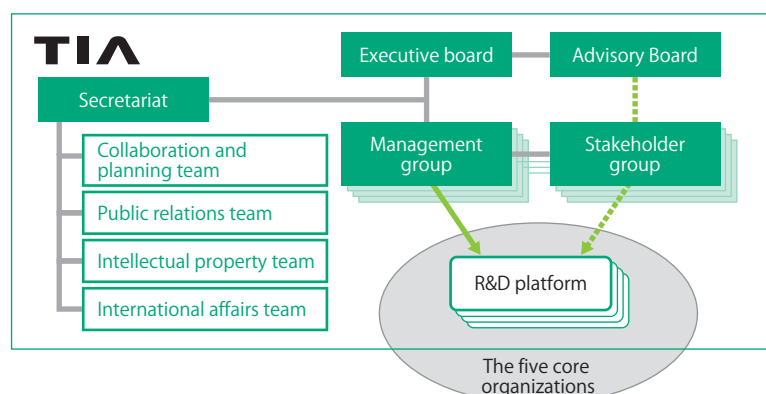 TIA
Executive board
Advisory Board
Secretariat
Management
group
Stakeholder
group
Collaboration and
planning team
Public relations team
Intellectual property team
International affairs team
R&D platform
The five core
organizations